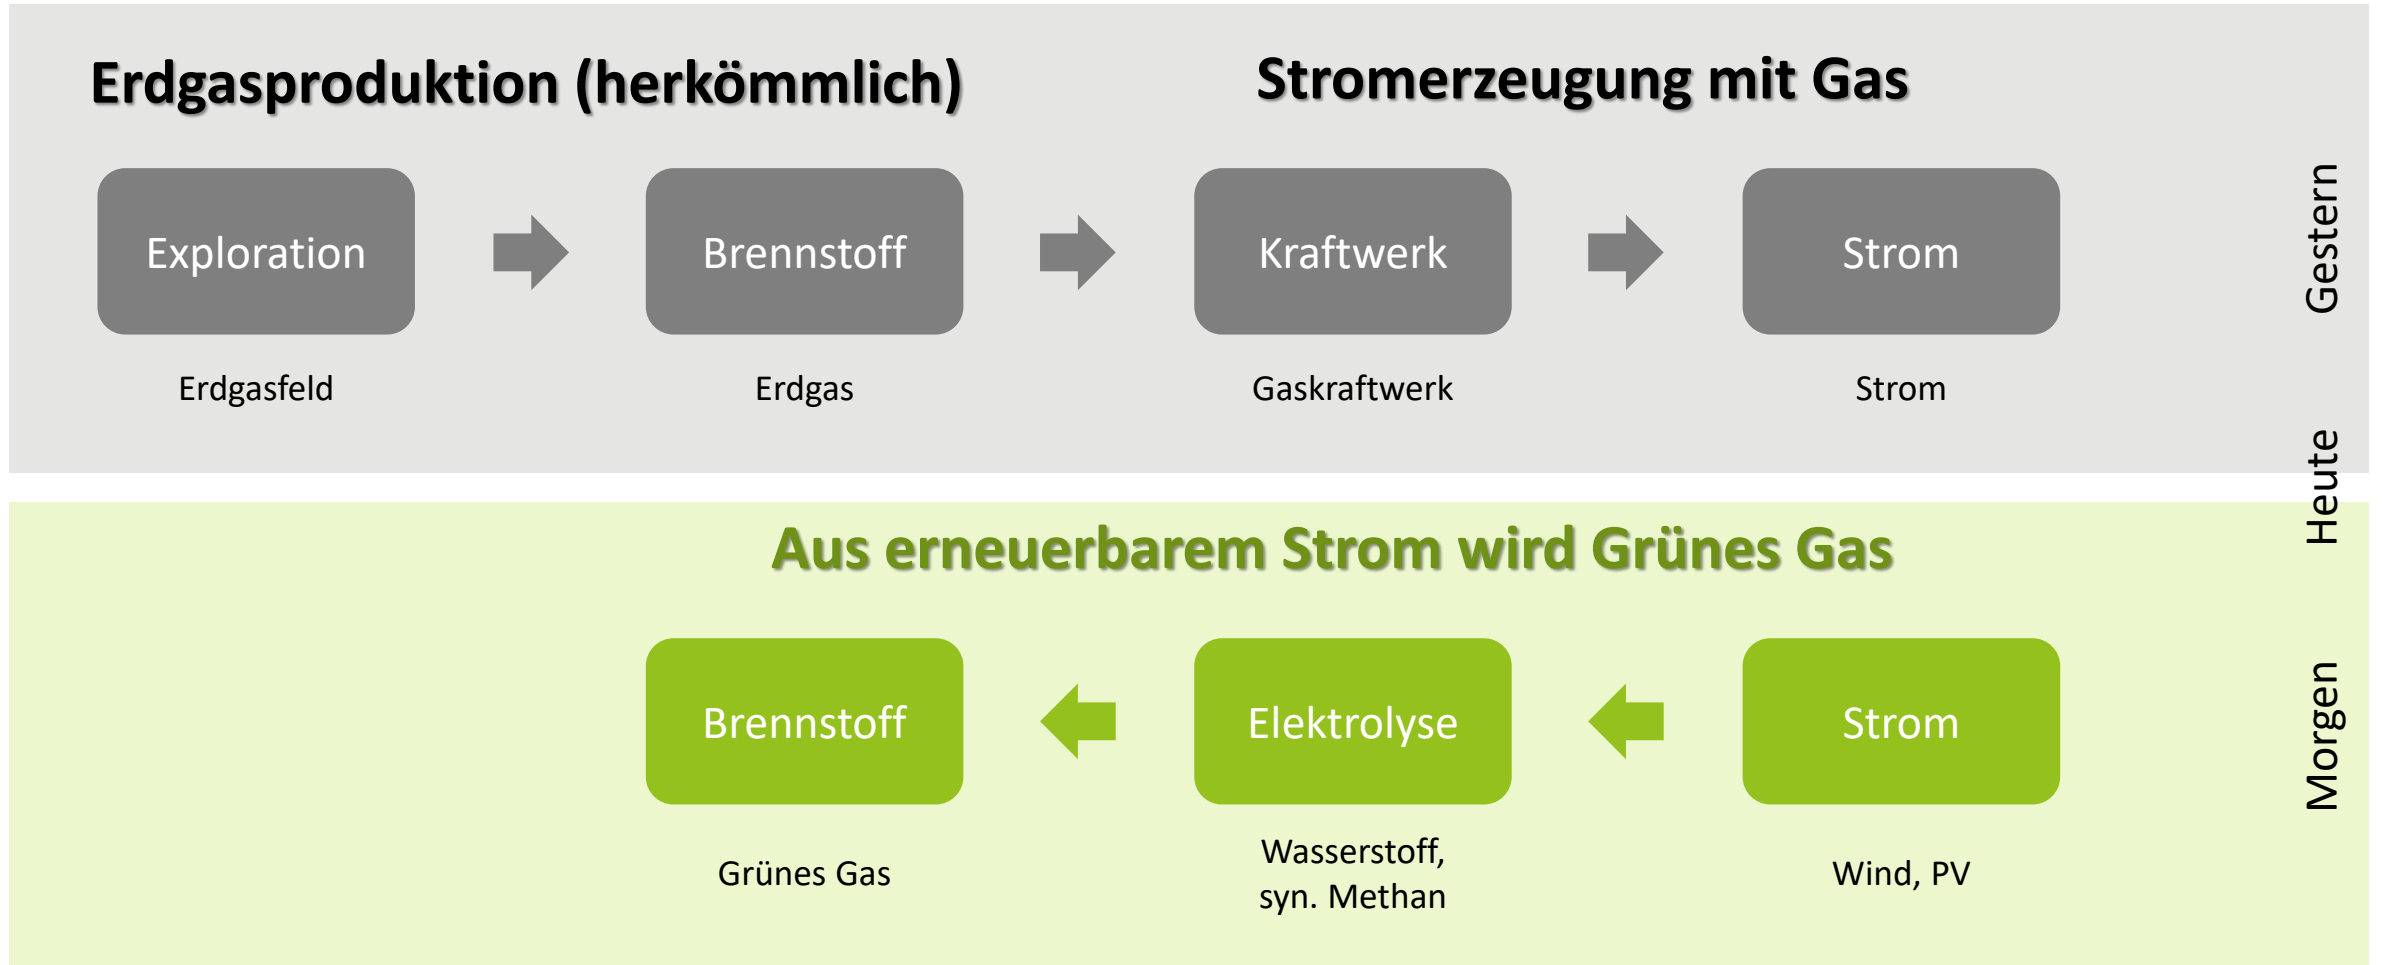 Erdgasproduktion (herkömmlich)
Stromerzeugung mit Gas
Exploration
Brennstoff
Kraftwerk
Strom
Erdgasfeld
Erdgas
Gaskraftwerk
Strom
Gestern
Heute
Morgen
Aus erneuerbarem Strom wird Grünes Gas
Brennstoff
Elektrolyse
Strom
Grünes Gas
Wasserstoff,
syn. Methan
Wind, PV